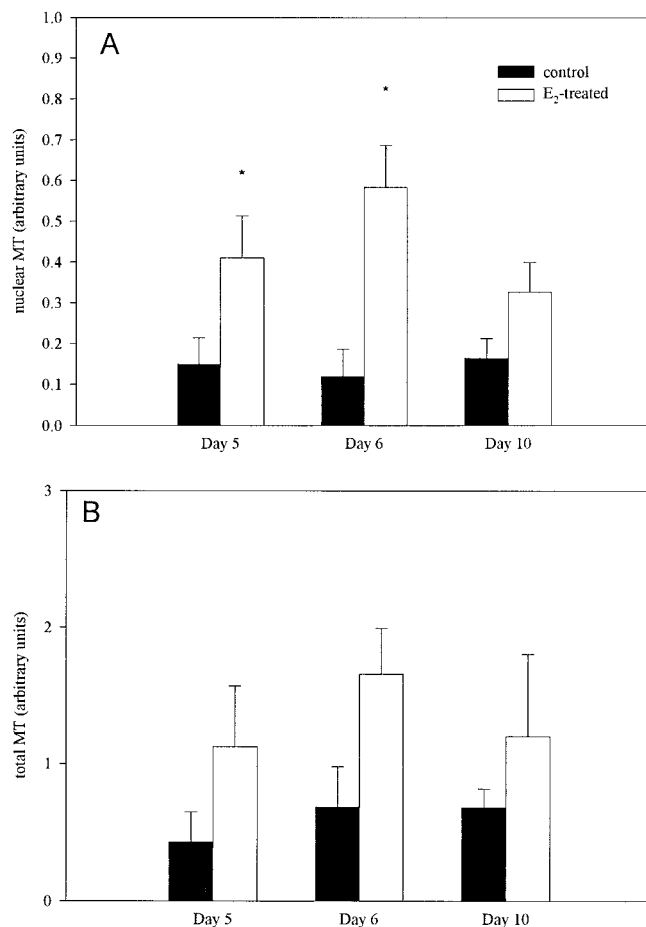 A
control
E₂-treated
*
*
nuclear MT (arbitrary units)
1.0
0.9
0.8
0.7
0.6
0.5
0.4
0.3
0.2
0.1
0.0
Day 5 Day 6 Day 10
B
total MT (arbitrary units)
3
2
1
0
Day 5 Day 6 Day 10